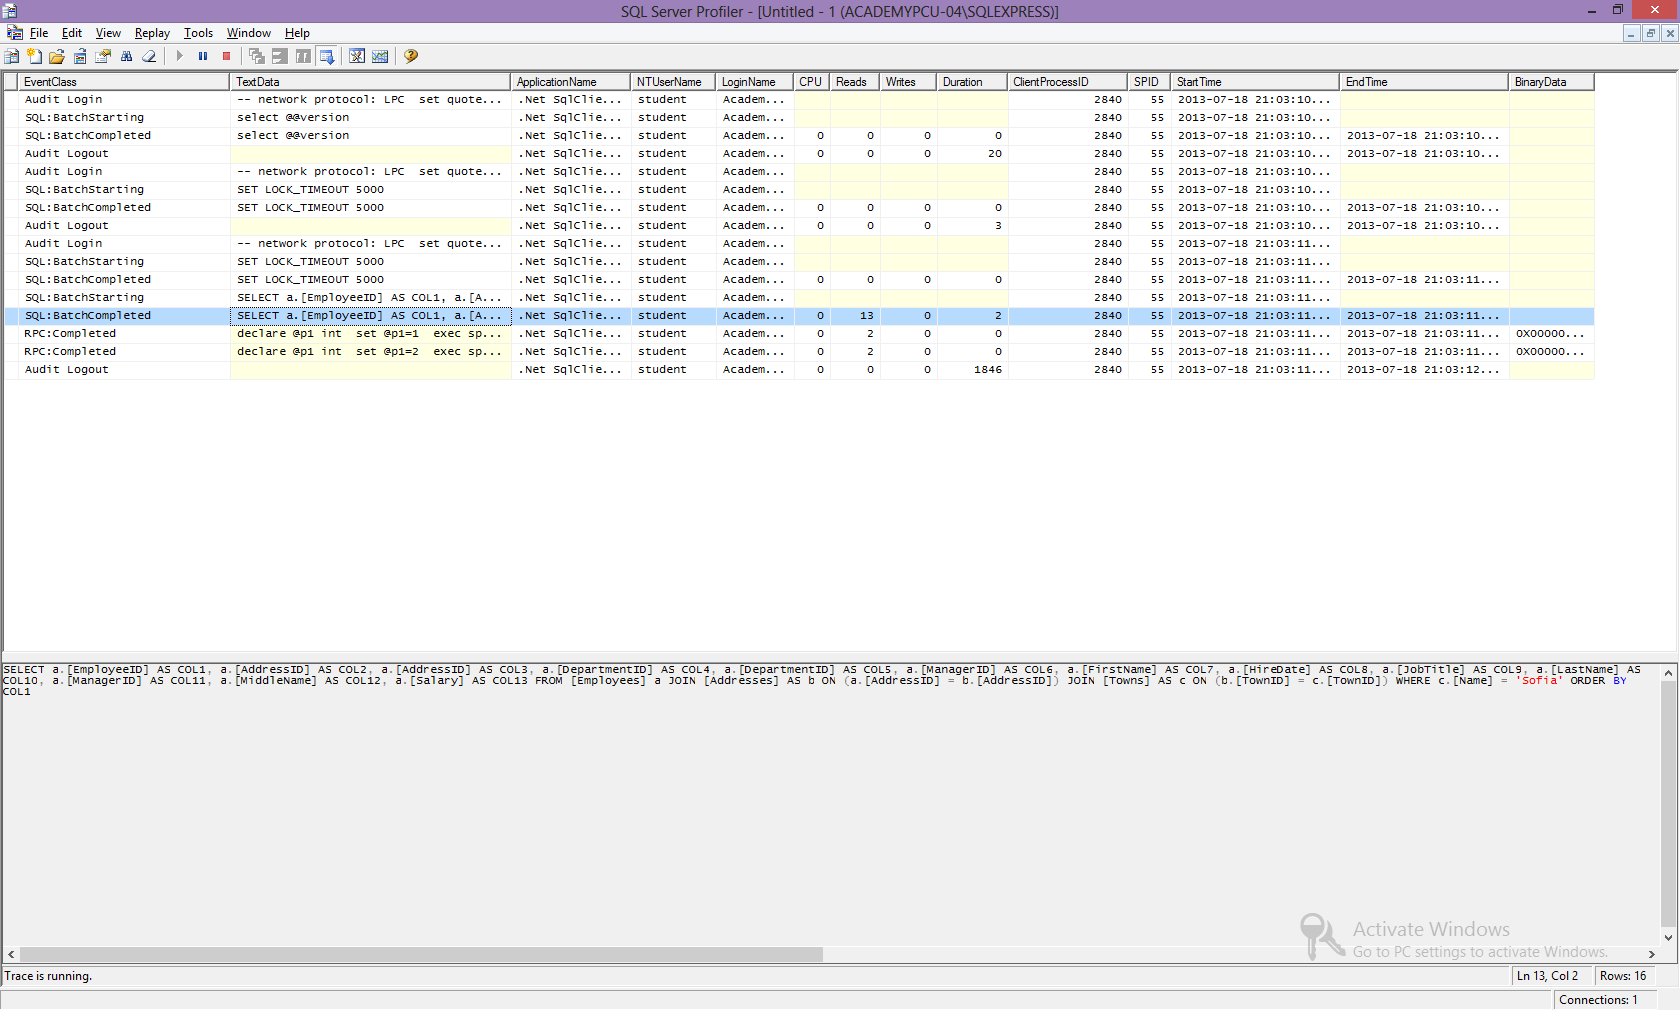 SQL Server Profiler - [Untitled - 1 (ACADEMYPCU-04\SQLEXPRESS)]
File Edit View Replay Tools Window Help
EventClass TextData ApplicationName NTUserName LoginName CPU Reads Writes Duration ClientProcessID SPID StartTime EndTime BinaryData
Audit Login -- network protocol: LPC set quote... .Net SqlClie... student Academ... 2840 55 2013-07-18 21:03:10...
SQL:BatchStarting select @@version .Net SqlClie... student Academ... 2840 55 2013-07-18 21:03:10...
SQL:BatchCompleted select @@version .Net SqlClie... student Academ... 0 0 0 0 2840 55 2013-07-18 21:03:10... 2013-07-18 21:03:10...
Audit Logout .Net SqlClie... student Academ... 0 0 0 20 2840 55 2013-07-18 21:03:10... 2013-07-18 21:03:10...
Audit Login -- network protocol: LPC set quote... .Net SqlClie... student Academ... 2840 55 2013-07-18 21:03:10...
SQL:BatchStarting SET LOCK_TIMEOUT 5000 .Net SqlClie... student Academ... 2840 55 2013-07-18 21:03:10...
SQL:BatchCompleted SET LOCK_TIMEOUT 5000 .Net SqlClie... student Academ... 0 0 0 0 2840 55 2013-07-18 21:03:10... 2013-07-18 21:03:10...
Audit Logout .Net SqlClie... student Academ... 0 0 0 3 2840 55 2013-07-18 21:03:10... 2013-07-18 21:03:10...
Audit Login -- network protocol: LPC set quote... .Net SqlClie... student Academ... 2840 55 2013-07-18 21:03:11...
SQL:BatchStarting SET LOCK_TIMEOUT 5000 .Net SqlClie... student Academ... 2840 55 2013-07-18 21:03:11...
SQL:BatchCompleted SET LOCK_TIMEOUT 5000 .Net SqlClie... student Academ... 0 0 0 0 2840 55 2013-07-18 21:03:11... 2013-07-18 21:03:11...
SQL:BatchStarting SELECT a.[EmployeeID] AS COL1, a.[A... .Net SqlClie... student Academ... 2840 55 2013-07-18 21:03:11...
SQL:BatchCompleted SELECT a.[EmployeeID] AS COL1, a.[A... .Net SqlClie... student Academ... 0 13 0 2 2840 55 2013-07-18 21:03:11... 2013-07-18 21:03:11...
RPC:Completed declare @p1 int set @p1=1 exec sp... .Net SqlClie... student Academ... 0 2 0 0 2840 55 2013-07-18 21:03:11... 2013-07-18 21:03:11... 0X00000...
RPC:Completed declare @p1 int set @p1=2 exec sp... .Net SqlClie... student Academ... 0 2 0 0 2840 55 2013-07-18 21:03:11... 2013-07-18 21:03:11... 0X00000...
Audit Logout .Net SqlClie... student Academ... 0 0 0 1846 2840 55 2013-07-18 21:03:11... 2013-07-18 21:03:12...
SELECT a.[EmployeeID] AS COL1, a.[AddressID] AS COL2, a.[AddressID] AS COL3, a.[DepartmentID] AS COL4, a.[DepartmentID] AS COL5, a.[ManagerID] AS COL6, a.[FirstName] AS COL7, a.[HireDate] AS COL8, a.[JobTitle] AS COL9, a.[LastName] AS
COL10, a.[ManagerID] AS COL11, a.[MiddleName] AS COL12, a.[Salary] AS COL13 FROM [Employees] a JOIN [Addresses] AS b ON (a.[AddressID] = b.[AddressID]) JOIN [Towns] AS c ON (b.[TownID] = c.[TownID]) WHERE c.[Name] = 'Sofia' ORDER BY
COL1
Activate Windows
Go to PC settings to activate Windows.
Trace is running. Ln 13, Col 2 Rows: 16
Connections: 1